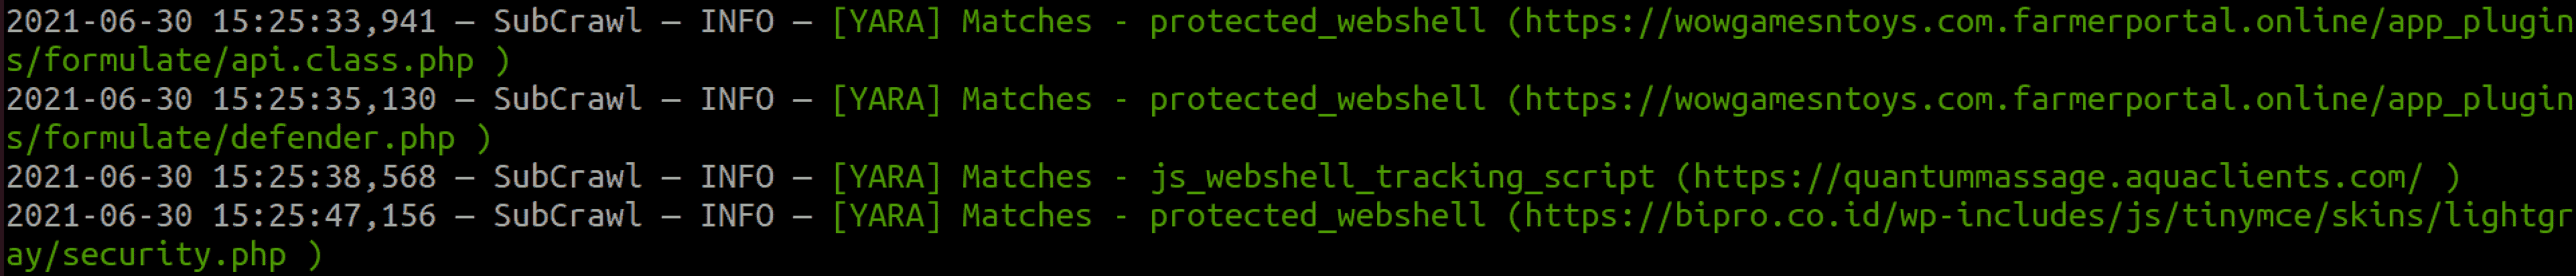 2021-06-30 15:25:33,941 — SubCrawl — INFO — [YARA] Matches - protected_webshell (https://wowgamesntoys.com.farmerportal.online/app_plugin
s/formulate/api.class.php )
2021-06-30 15:25:35,130 — SubCrawl — INFO — [YARA] Matches - protected_webshell (https://wowgamesntoys.com.farmerportal.online/app_plugin
s/formulate/defender.php )
2021-06-30 15:25:38,568 — SubCrawl — INFO — [YARA] Matches - js_webshell_tracking_script (https://quantummassage.aquaclients.com/ )
2021-06-30 15:25:47,156 — SubCrawl — INFO — [YARA] Matches - protected_webshell (https://bipro.co.id/wp-includes/js/tinymce/skins/lightgr
ay/security.php )